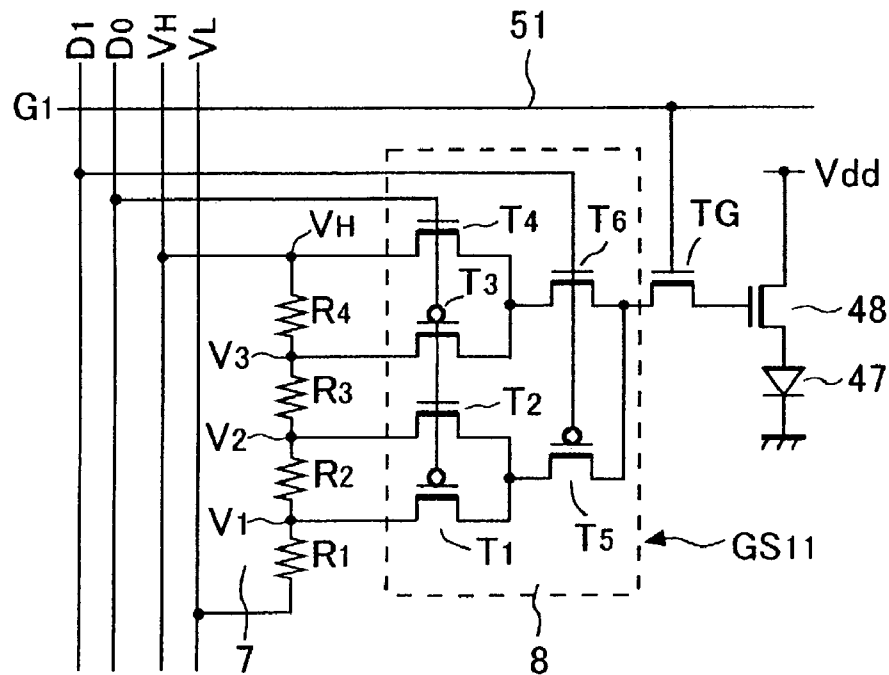 D1 D0 VH VL
51
G1
Vdd
VH
T4
T6
TG
T3
R4
48
V3
R3
T2
47
V2
R2
V1
R1
T1
T5
GS11
7
8